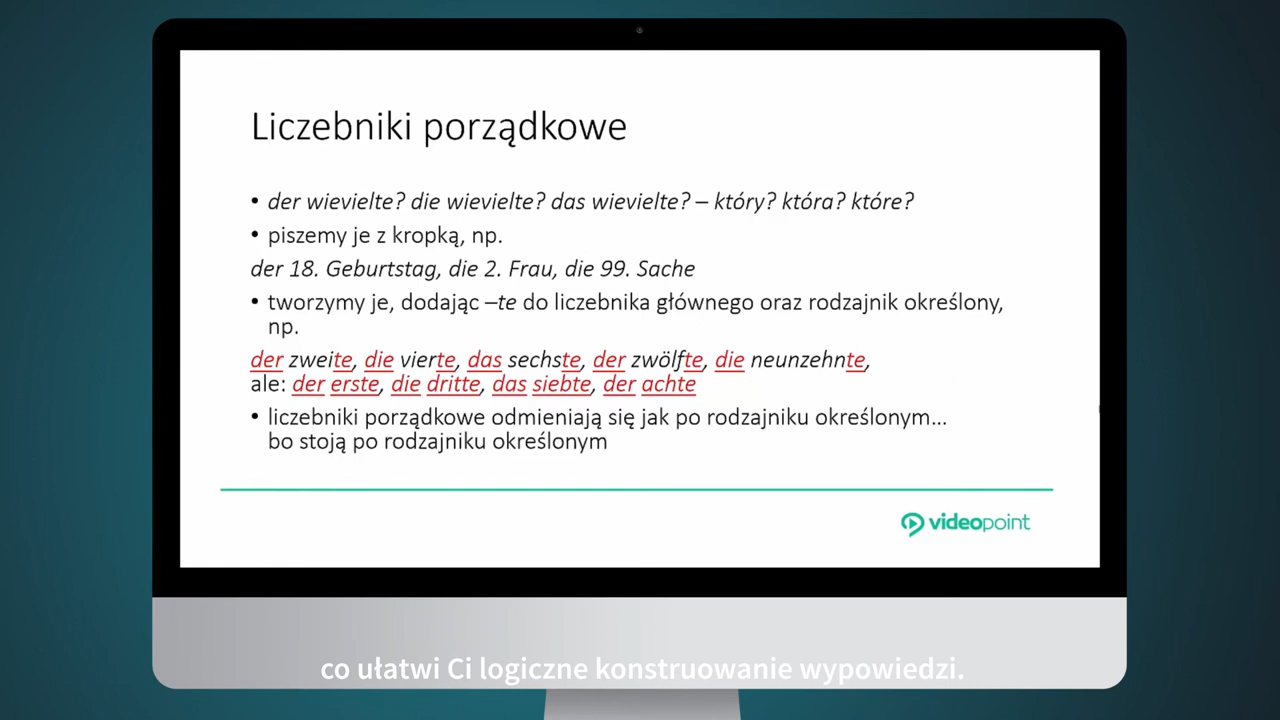 Liczebniki porządkowe
• der wievielte? die wievielte? das wievielte? – który? która? które?
• piszemy je z kropką, np.
der 18. Geburtstag, die 2. Frau, die 99. Sache
• tworzymy je, dodając –te do liczebnika głównego oraz rodzajnik określony,
np.
der zweite, die vierte, das sechste, der zwölfte, die neunzehnte,
ale: der erste, die dritte, das siebte, der achte
• liczebniki porządkowe odmieniają się jak po rodzajniku określonym...
bo stoją po rodzajniku określonym
videopoint
co ułatwi Ci logiczne konstruowanie wypowiedzi.